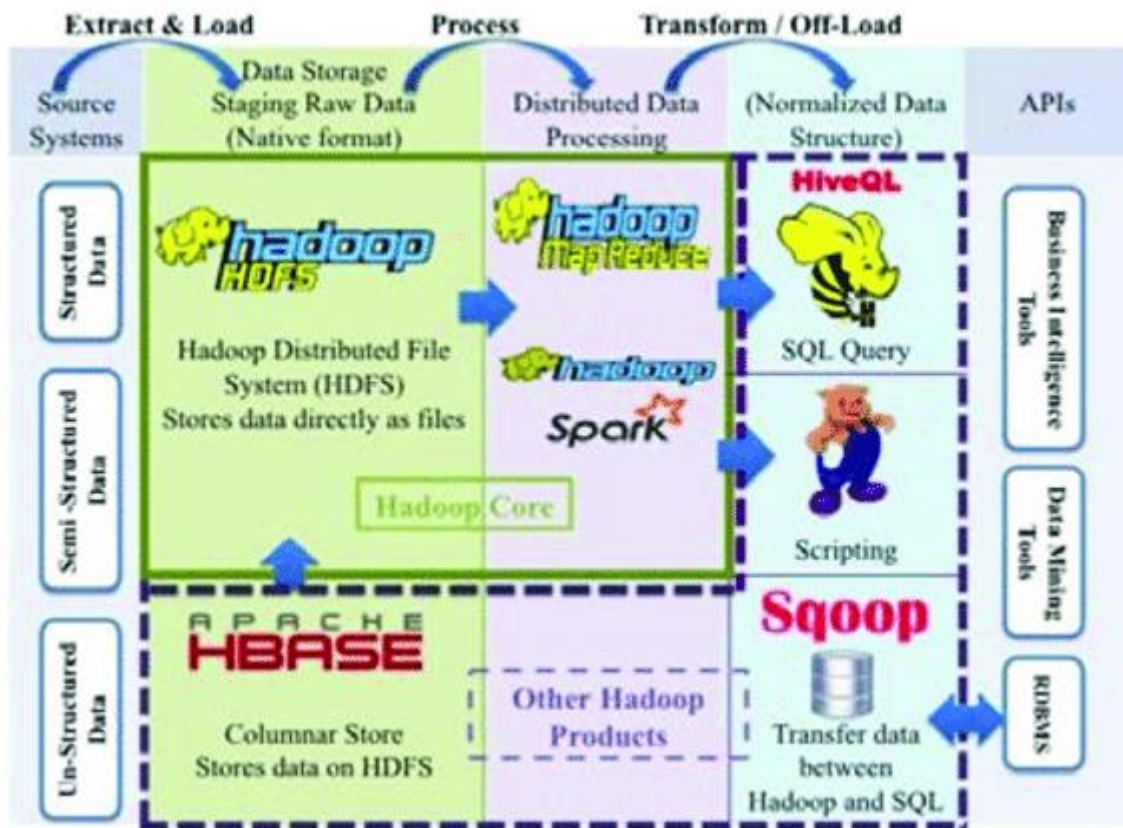 Extract & Load
Process
Transform / Off-Load
Source
Systems
Data Storage
Staging Raw Data
(Native format)
Distributed Data
Processing
(Normalized Data
Structure)
APIs
Structured
Data
Semi -Structured
Data
Un-Structured
Data
hadoop
HDFS
Hadoop Distributed File
System (HDFS)
Stores data directly as files
hadoop
MapReduce
hadoop
Spark
Hadoop Core
HiveQL
SQL Query
Scripting
APACHE
HBASE
Columnar Store
Stores data on HDFS
Other Hadoop
Products
Sqoop
Transfer data
between
Hadoop and SQL
Business Intelligence
Tools
Data Mining
Tools
RDBMS